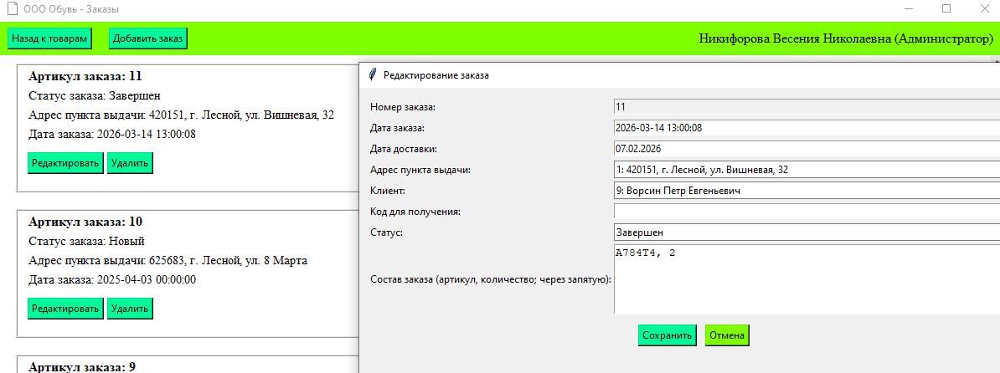 ООО Обувь - Заказы
Назад к товарам Добавить заказ Никифорова Весения Николаевна (Администратор)
Артикул заказа: 11
Статус заказа: Завершен
Адрес пункта выдачи: 420151, г. Лесной, ул. Вишневая, 32
Дата заказа: 2026-03-14 13:00:08
Редактировать Удалить
Артикул заказа: 10
Статус заказа: Новый
Адрес пункта выдачи: 625683, г. Лесной, ул. 8 Марта
Дата заказа: 2025-04-03 00:00:00
Редактировать Удалить
Артикул заказа: 9
Редактирование заказа
Номер заказа: 11
Дата заказа: 2026-03-14 13:00:08
Дата доставки: 07.02.2026
Адрес пункта выдачи: 1: 420151, г. Лесной, ул. Вишневая, 32
Клиент: 9: Ворсин Петр Евгеньевич
Код для получения:
Статус: Завершен
Состав заказа (артикул, количество; через запятую): A784T4, 2
Сохранить Отмена